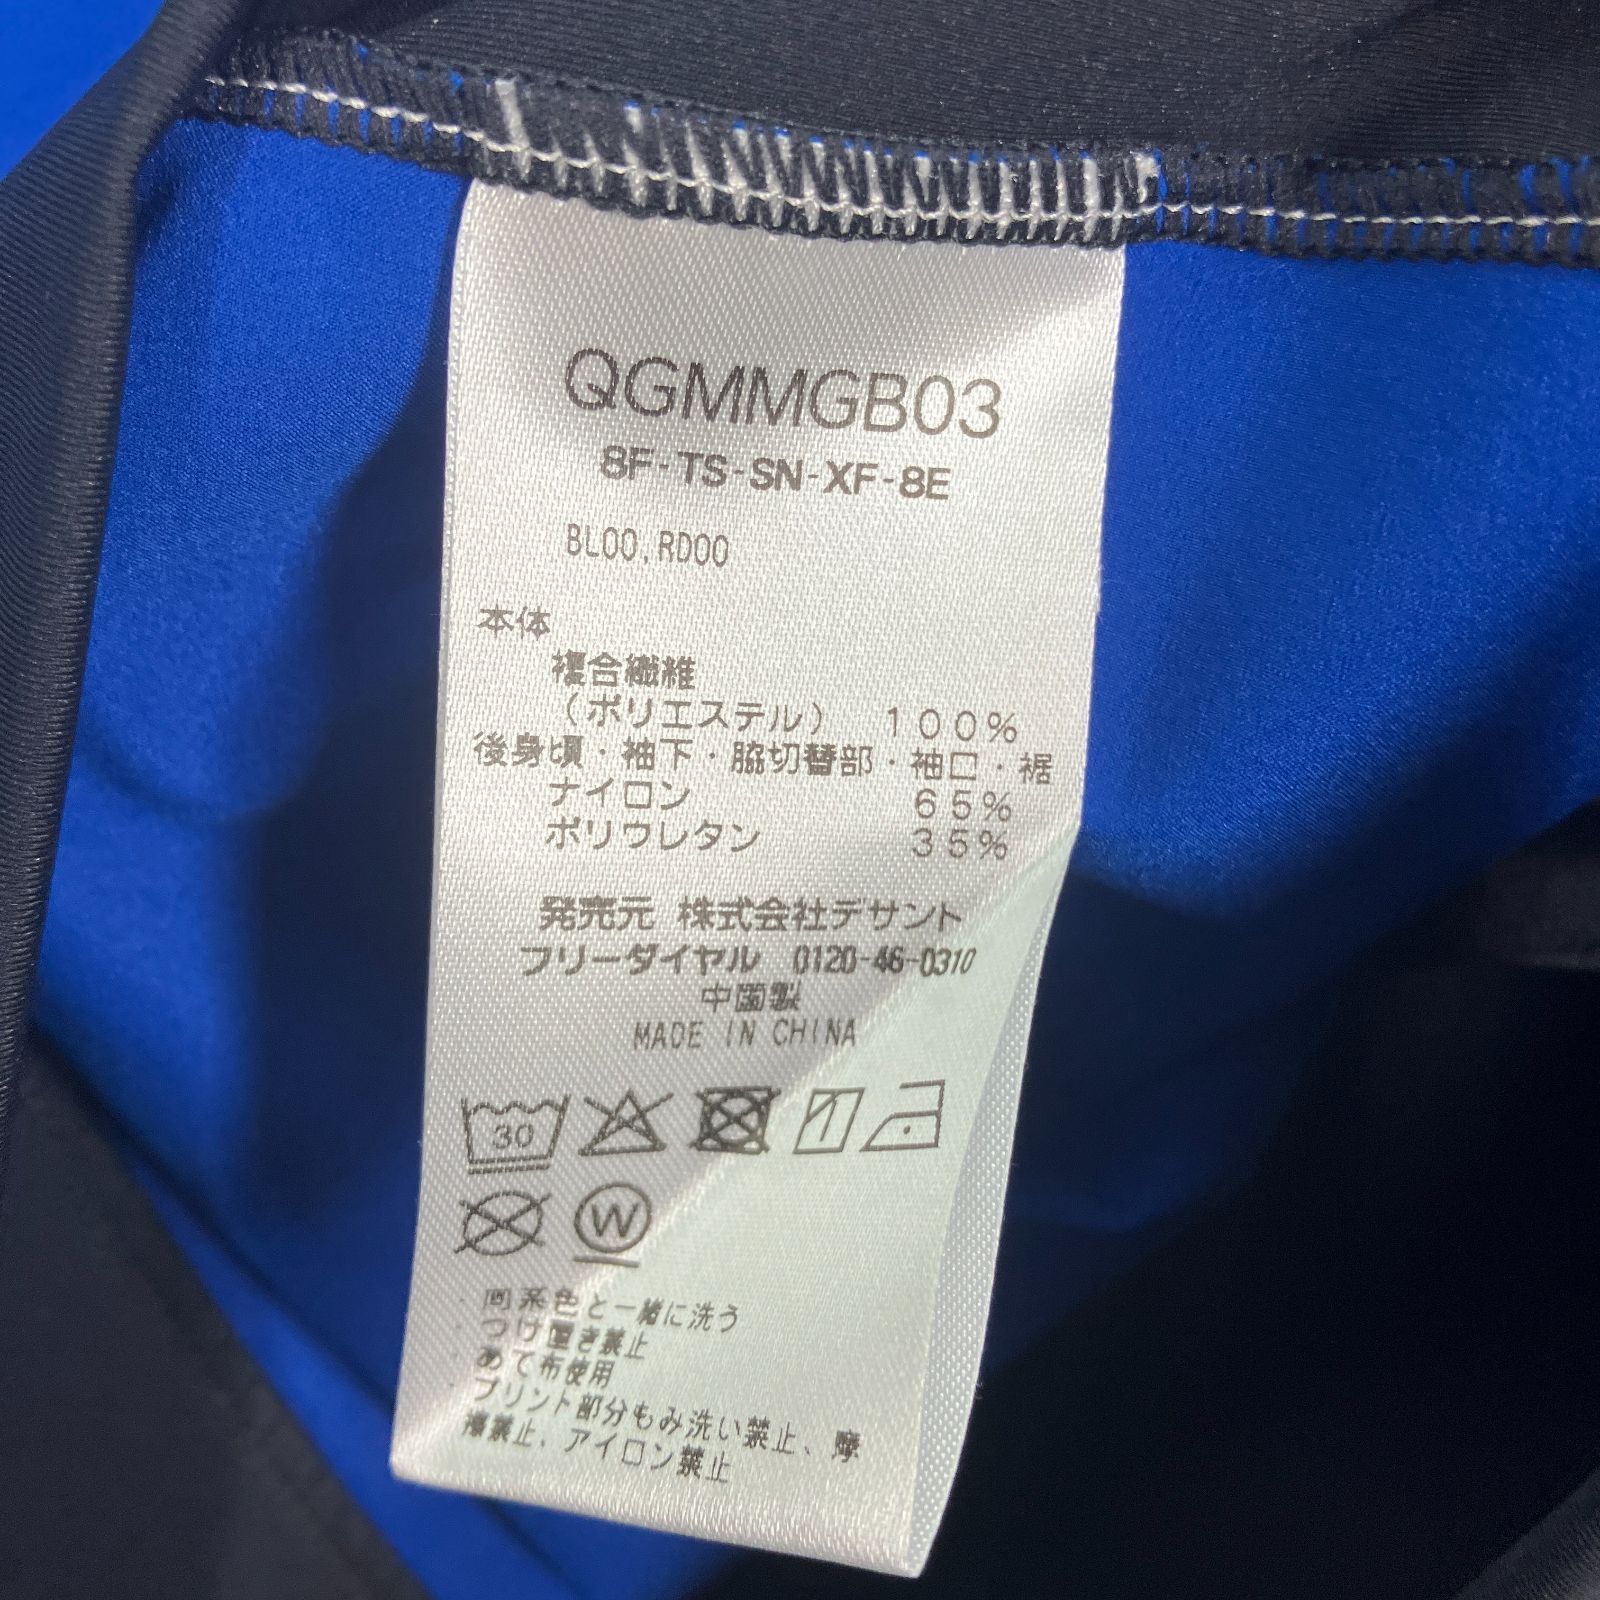 QGMMGB03
8F-TS-SN-XF-8E
BL00,RD00
本体
複合繊維
(ポリエステル) 100%
後身頃・袖下・脇切替部・袖口・裾
ナイロン 65%
ポリウレタン 35%
発売元 株式会社デサント
フリーダイヤル 0120-46-0310
中国製
MADE IN CHINA
30
W
・同系色と一緒に洗う
・つけ置き禁止
・あて布使用
・プリント部分もみ洗い禁止、摩
擦禁止、アイロン禁止